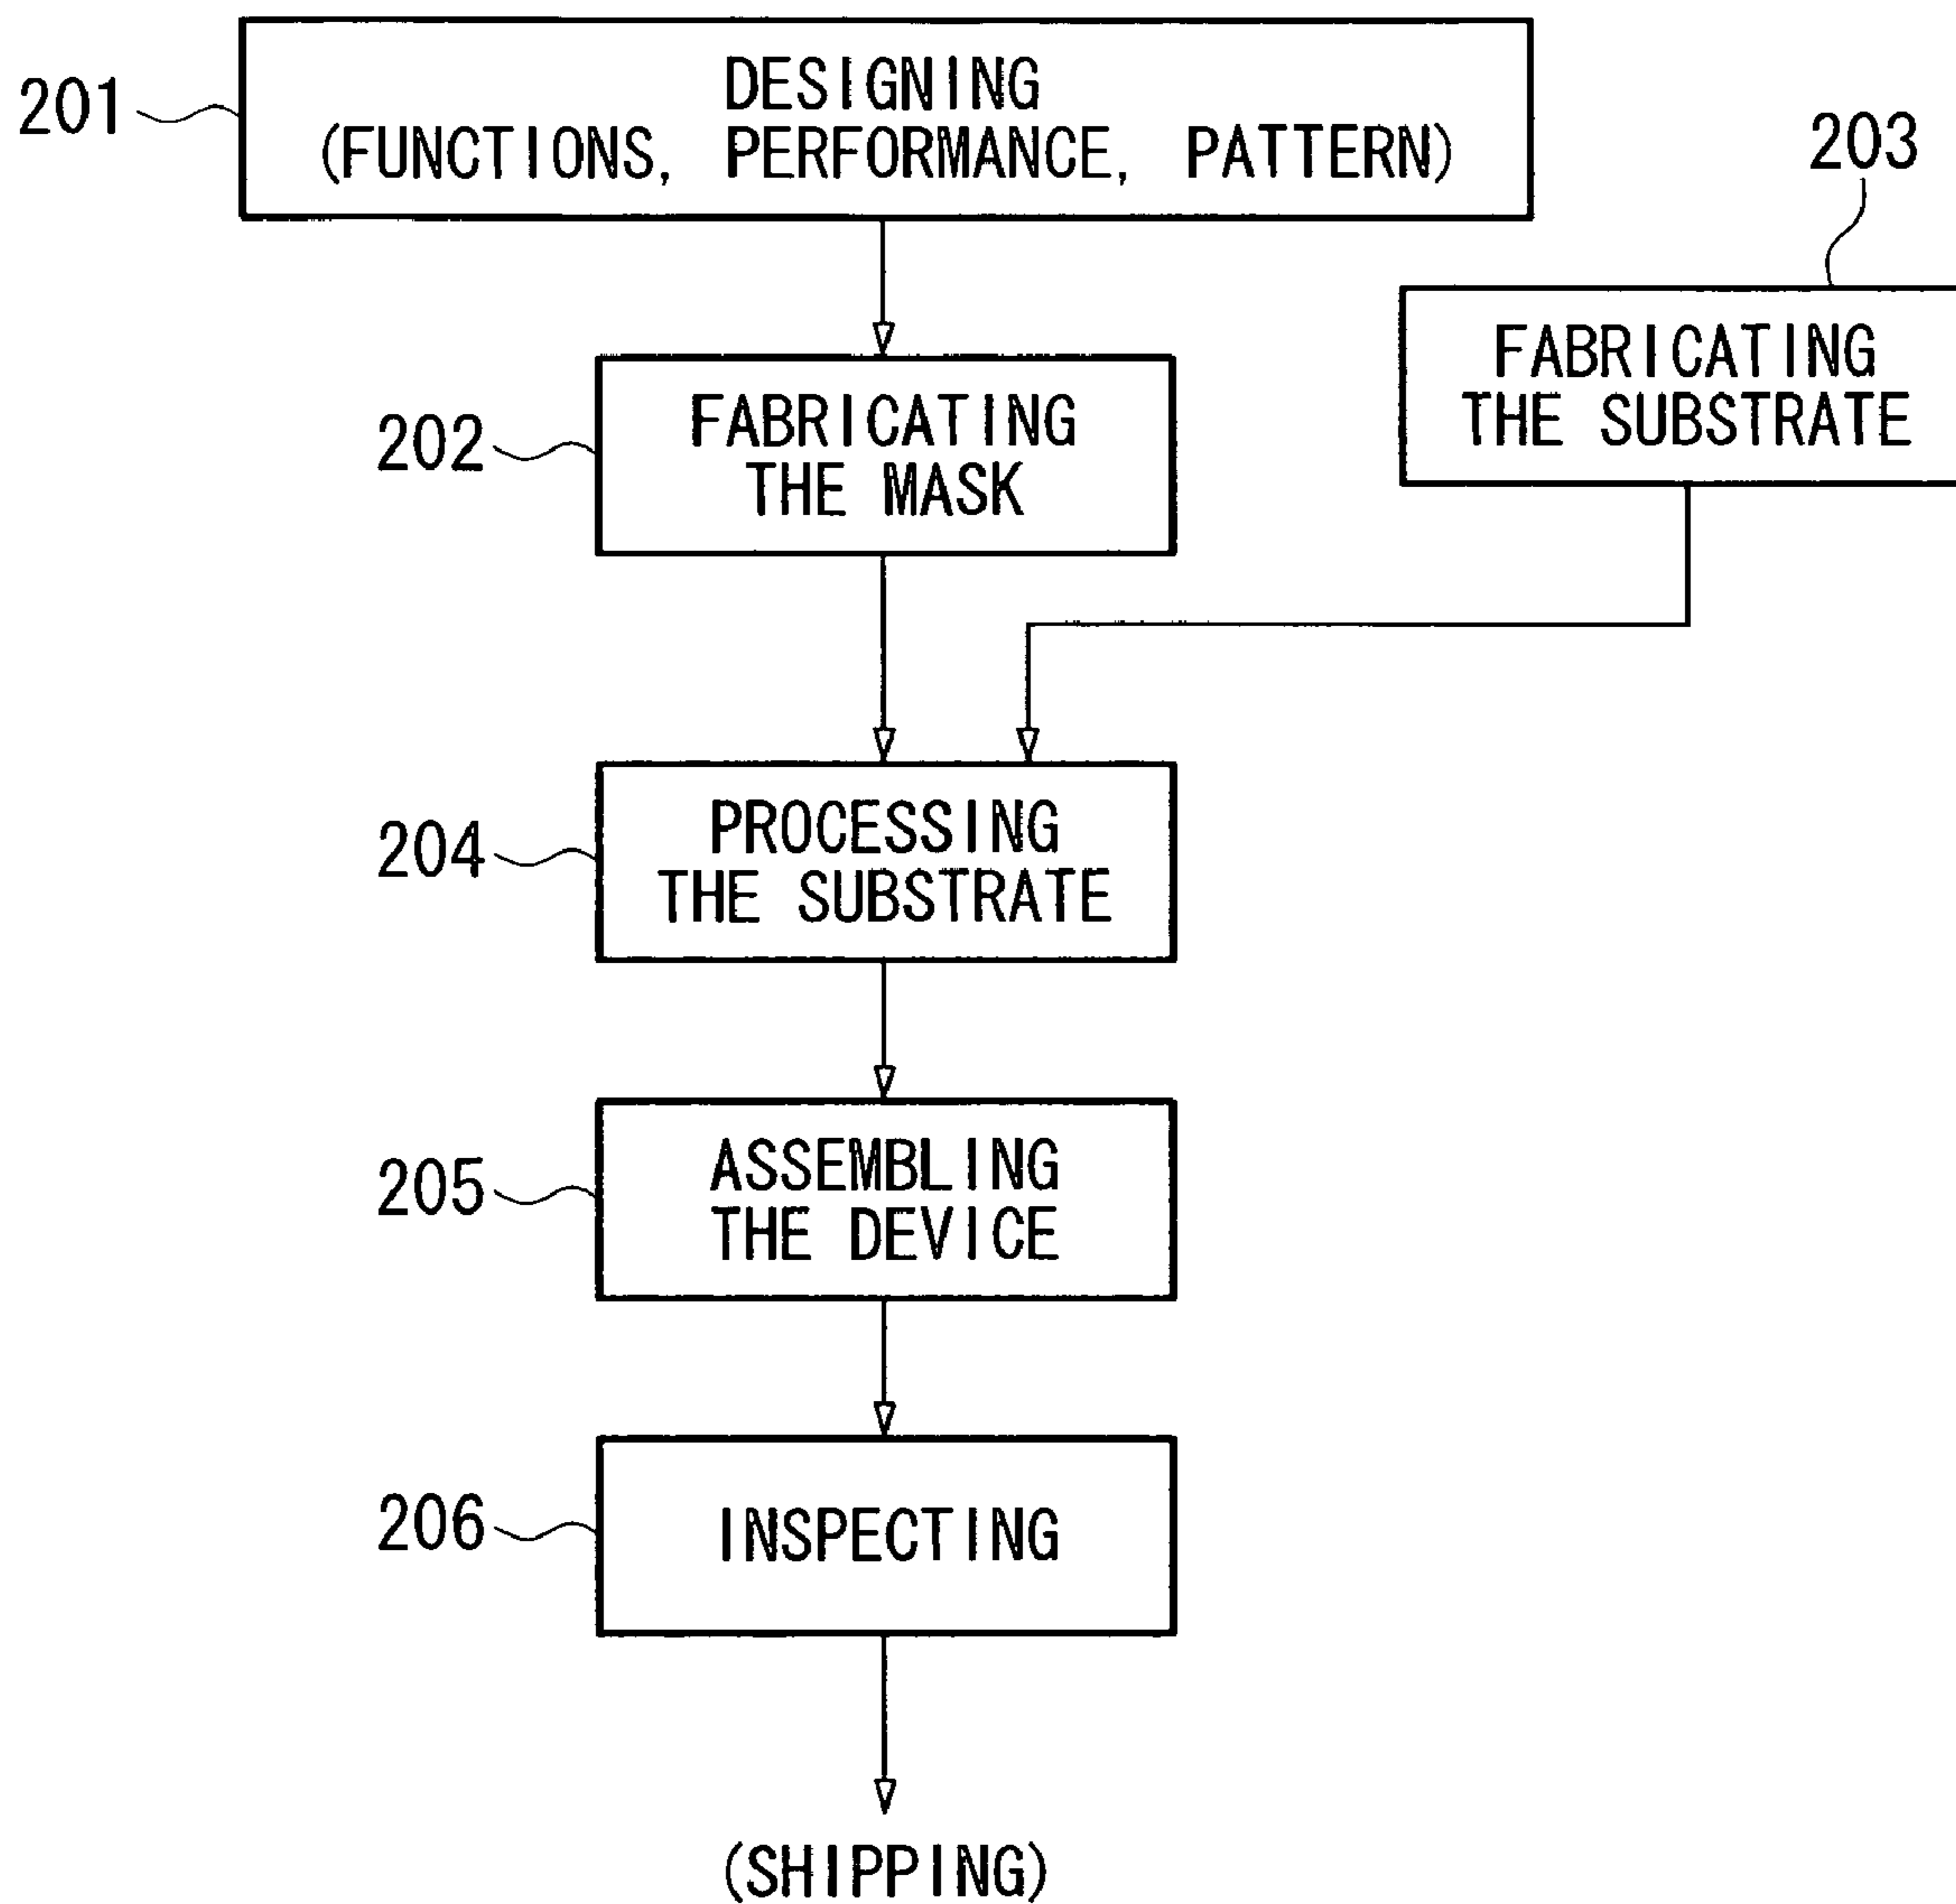 201
DESIGNING
(FUNCTIONS, PERFORMANCE, PATTERN)
203
FABRICATING
THE SUBSTRATE
202
FABRICATING
THE MASK
204
PROCESSING
THE SUBSTRATE
205
ASSEMBLING
THE DEVICE
206
INSPECTING
(SHIPPING)